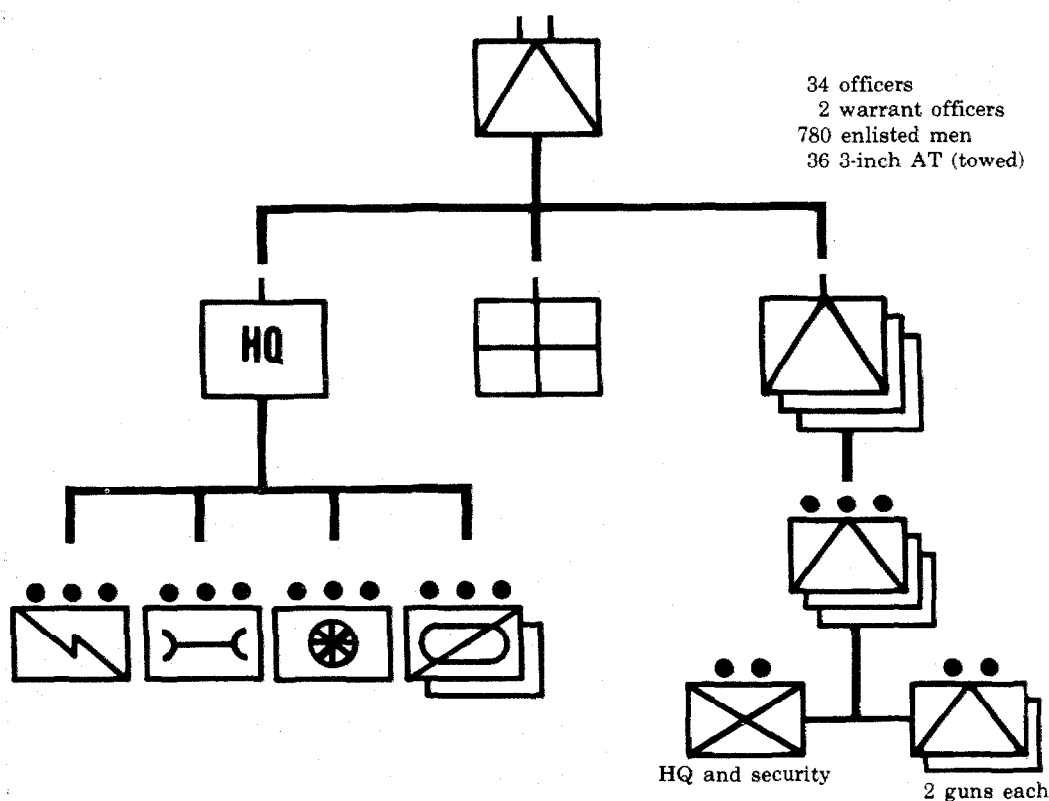 34 officers
2 warrant officers
780 enlisted men
36 3-inch AT (towed)
HQ
HQ and security
2 guns each